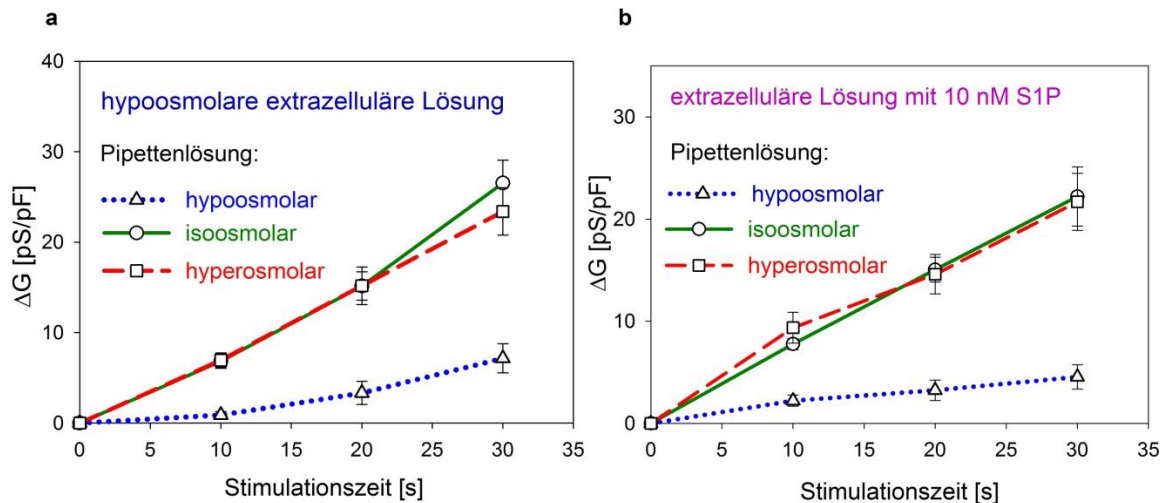 a
40
30
20
10
0
ΔG [pS/pF]
hypoosmolare extrazelluläre Lösung
Pipettenlösung:
hypoosmolar
isoosmolar
hyperosmolar
0 5 10 15 20 25 30 35
Stimulationszeit [s]
b
30
20
10
0
ΔG [pS/pF]
extrazelluläre Lösung mit 10 nM S1P
Pipettenlösung:
hypoosmolar
isoosmolar
hyperosmolar
0 5 10 15 20 25 30 35
Stimulationszeit [s]